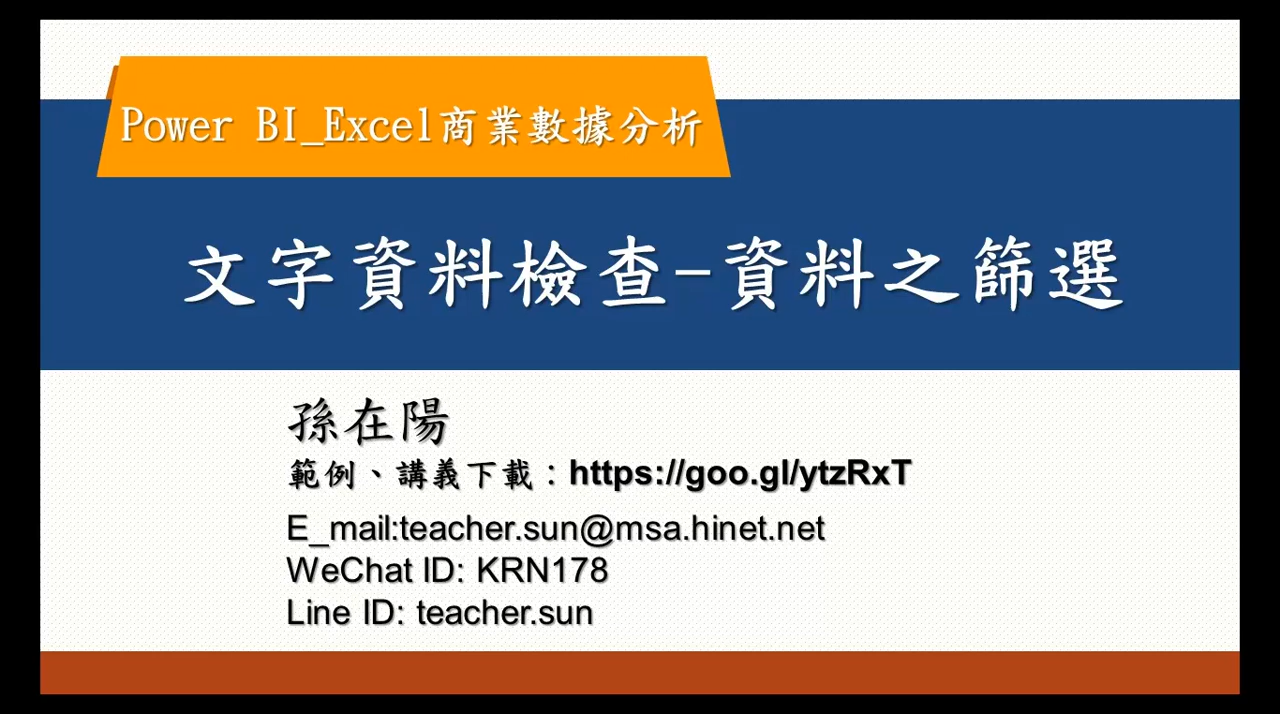 Power BI_Excel商業數據分析
文字資料檢查-資料之篩選
孫在陽
範例、講義下載：https://goo.gl/ytzRxT
E_mail:teacher.sun@msa.hinet.net
WeChat ID: KRN178
Line ID: teacher.sun